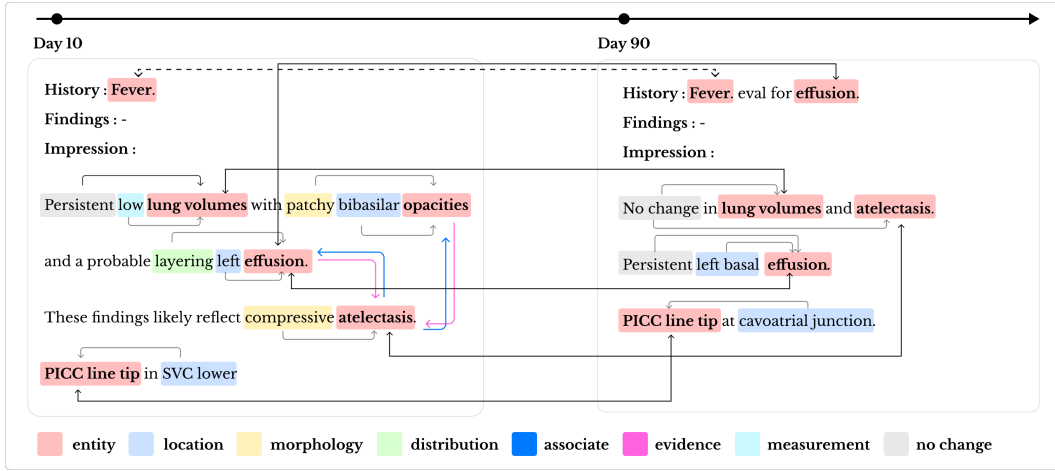 Day 10
Day 90
History : Fever.
Findings : -
Impression :
Persistent low lung volumes with patchy bibasilar opacities
and a probable layering left effusion.
These findings likely reflect compressive atelectasis.
PICC line tip in SVC lower
History : Fever. eval for effusion.
Findings : -
Impression :
No change in lung volumes and atelectasis.
Persistent left basal effusion.
PICC line tip at cavoatrial junction.
entity location morphology distribution associate evidence measurement no change